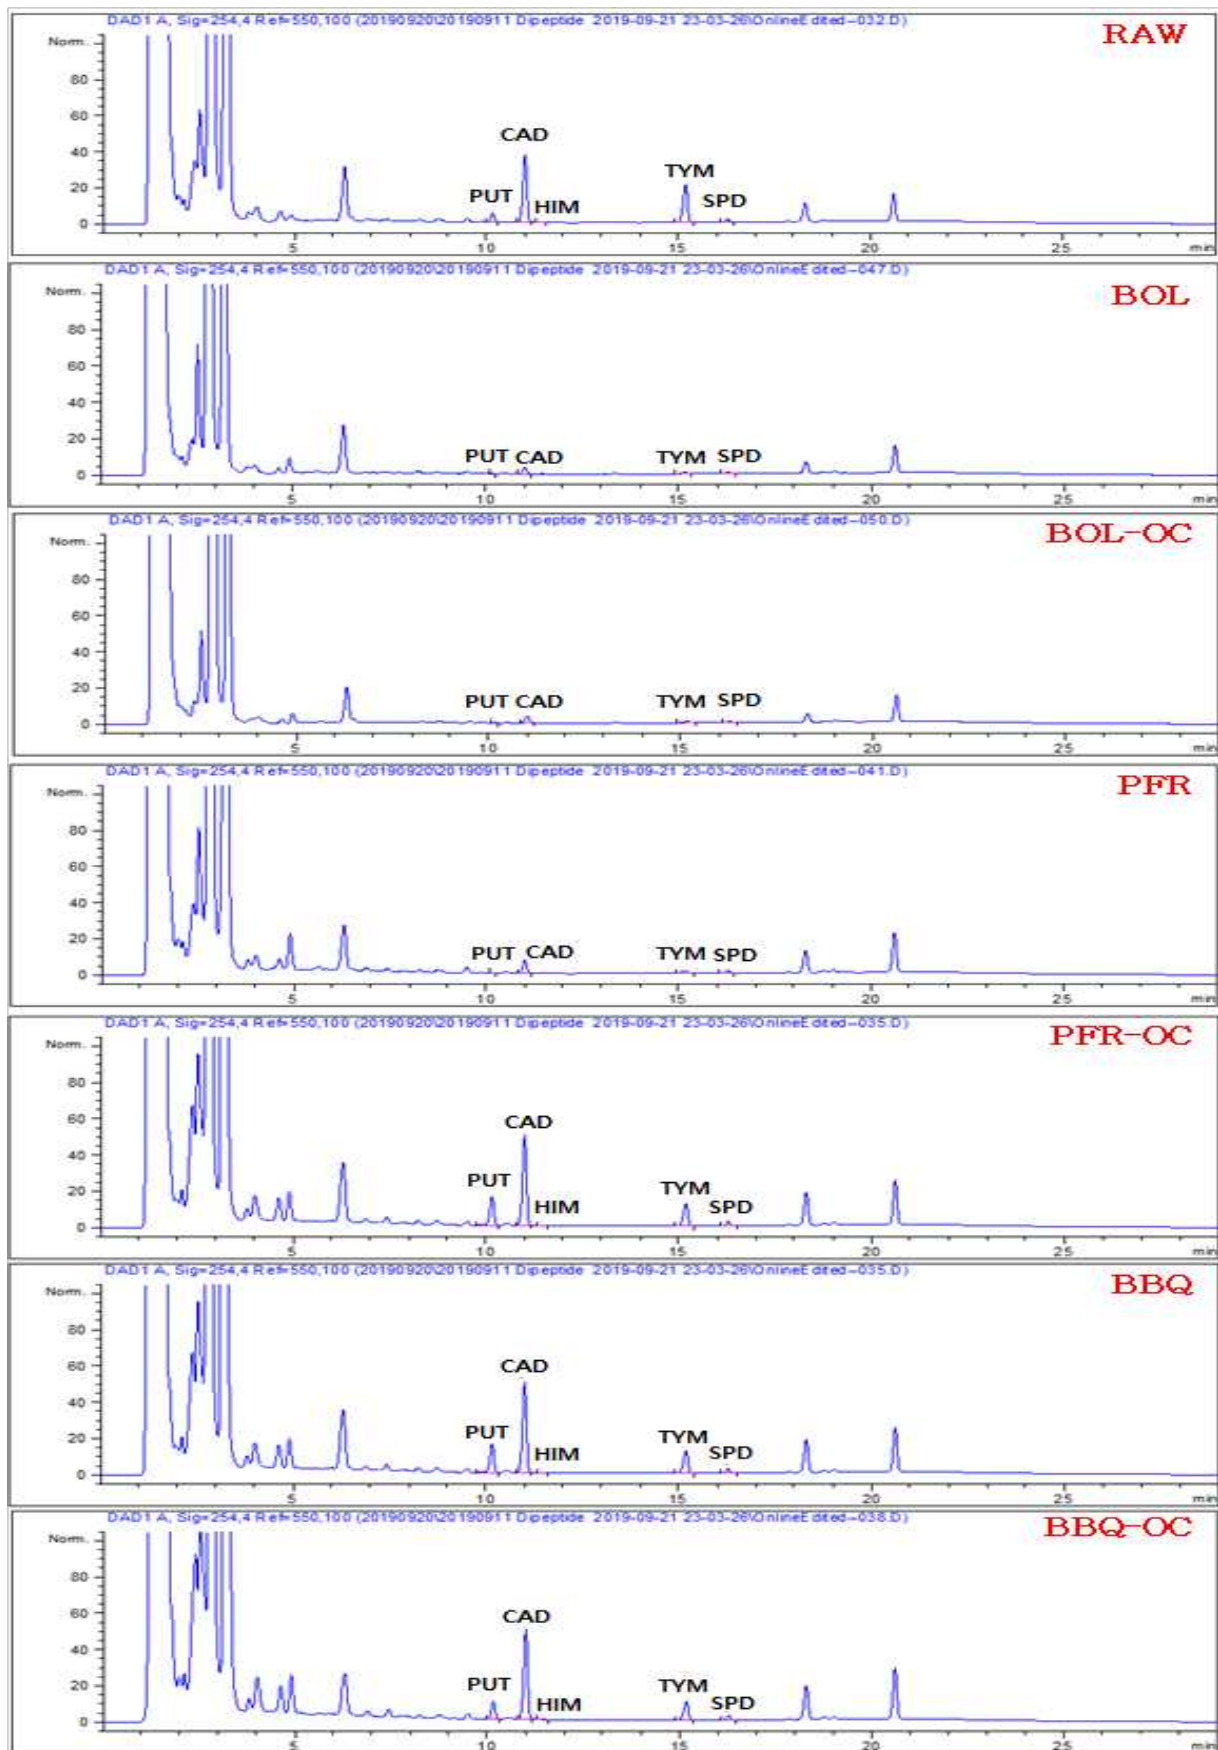 DAD1 A, Sig=254,4 Ref=550,100 (20190920\20190911 Dipeptide 2019-09-21 23-03-26\OnlineEdited--032.D)
RAW
Norm.
80
CAD
60
40
TYM
PUT
SPD
20
HIM
0
5 10 15 20 25 min
DAD1 A, Sig=254,4 Ref=550,100 (20190920\20190911 Dipeptide 2019-09-21 23-03-26\OnlineEdited--047.D)
BOL
Norm.
80
60
40
20
PUT CAD TYM SPD
0
5 10 15 20 25 min
DAD1 A, Sig=254,4 Ref=550,100 (20190920\20190911 Dipeptide 2019-09-21 23-03-26\OnlineEdited--050.D)
BOL-OC
Norm.
80
60
40
20
PUT CAD TYM SPD
0
5 10 15 20 25 min
DAD1 A, Sig=254,4 Ref=550,100 (20190920\20190911 Dipeptide 2019-09-21 23-03-26\OnlineEdited--041.D)
PFR
Norm.
80
60
40
20
PUT CAD TYM SPD
0
5 10 15 20 25 min
DAD1 A, Sig=254,4 Ref=550,100 (20190920\20190911 Dipeptide 2019-09-21 23-03-26\OnlineEdited--035.D)
PFR-OC
Norm.
80
60
CAD
40
PUT TYM
20
HIM SPD
0
5 10 15 20 25 min
DAD1 A, Sig=254,4 Ref=550,100 (20190920\20190911 Dipeptide 2019-09-21 23-03-26\OnlineEdited--035.D)
BBQ
Norm.
80
60
CAD
40
PUT TYM
20
HIM SPD
0
5 10 15 20 25 min
DAD1 A, Sig=254,4 Ref=550,100 (20190920\20190911 Dipeptide 2019-09-21 23-03-26\OnlineEdited--038.D)
BBQ-OC
Norm.
80
60
CAD
40
PUT TYM
20
HIM SPD
0
5 10 15 20 25 min